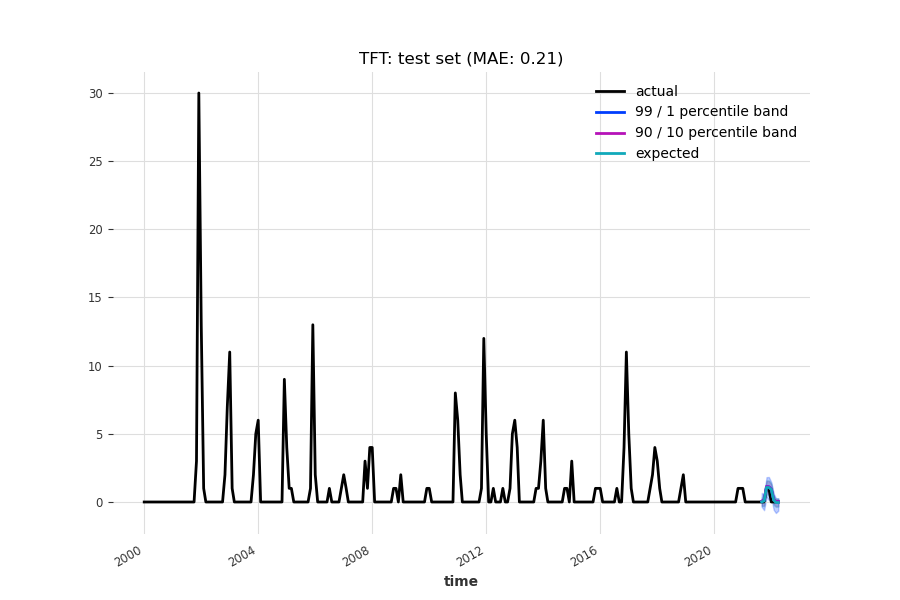 TFT: test set (MAE: 0.21)
actual
99 / 1 percentile band
90 / 10 percentile band
expected
30
25
20
15
10
5
0
2000
2004
2008
2012
2016
2020
time